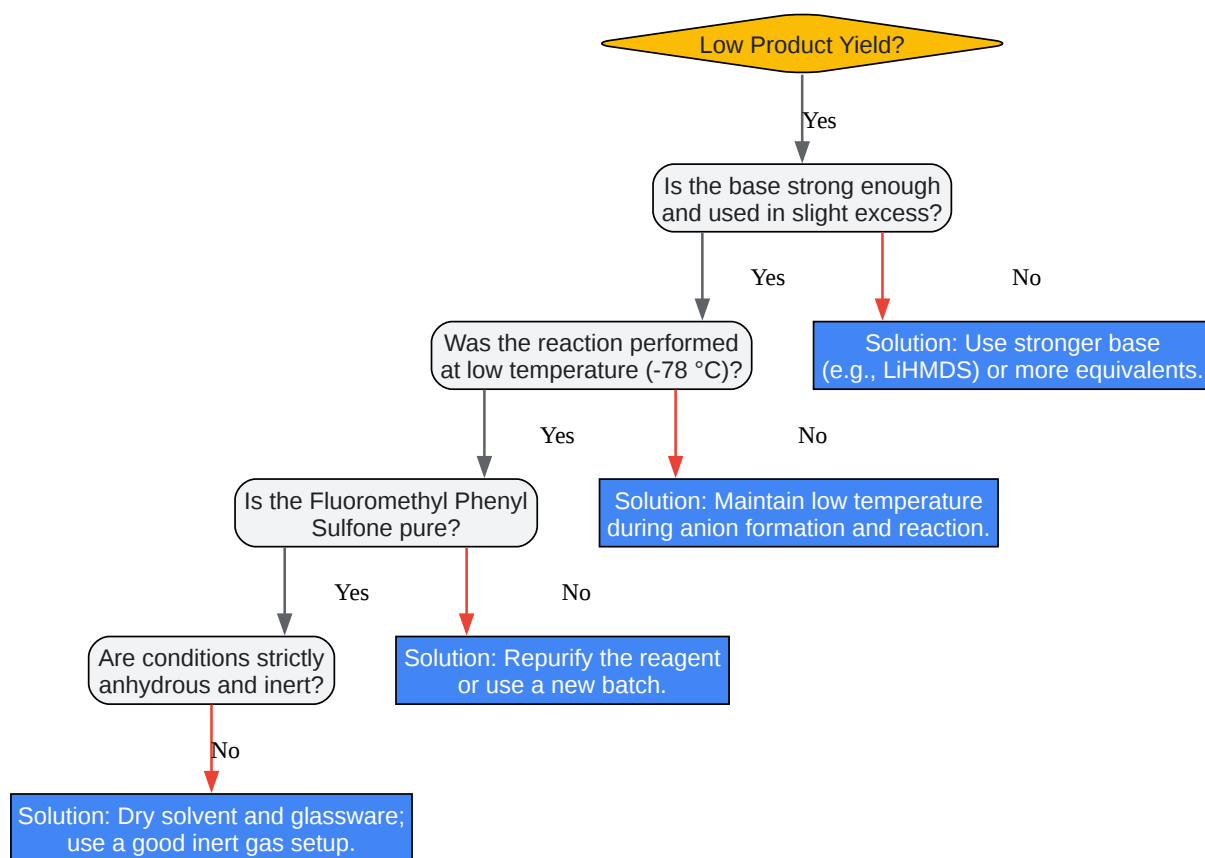 Low Product Yield?
Yes
Is the base strong enough
and used in slight excess?
Yes
No
Was the reaction performed
at low temperature (-78 °C)?
Solution: Use stronger base
(e.g., LiHMDS) or more equivalents.
Yes
No
Is the Fluoromethyl Phenyl
Sulfone pure?
Solution: Maintain low temperature
during anion formation and reaction.
Yes
No
Are conditions strictly
anhydrous and inert?
Solution: Repurify the reagent
or use a new batch.
No
Solution: Dry solvent and glassware;
use a good inert gas setup.